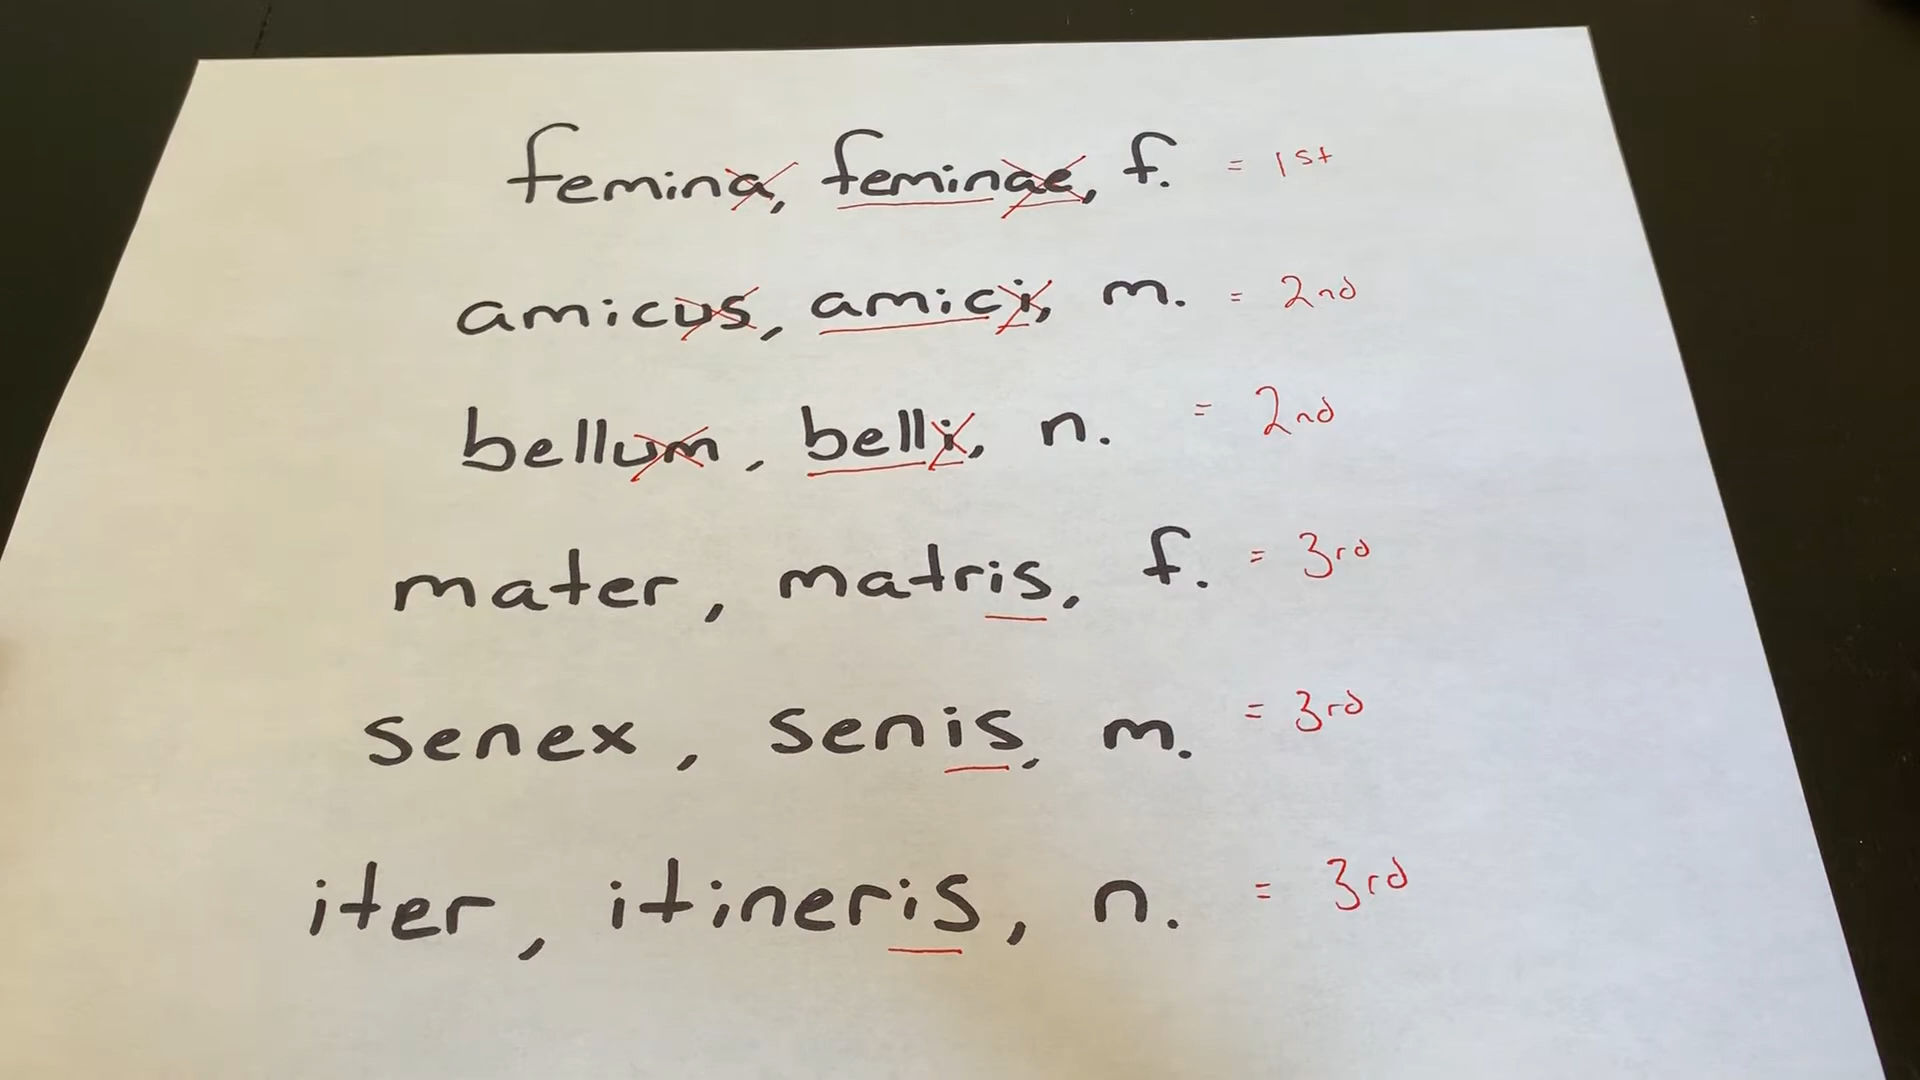 femina, feminae, f. = 1st
amicus, amici, m. = 2nd
bellum, belli, n. = 2nd
mater, matris, f. = 3rd
senex, senis, m. = 3rd
iter, itineris, n. = 3rd